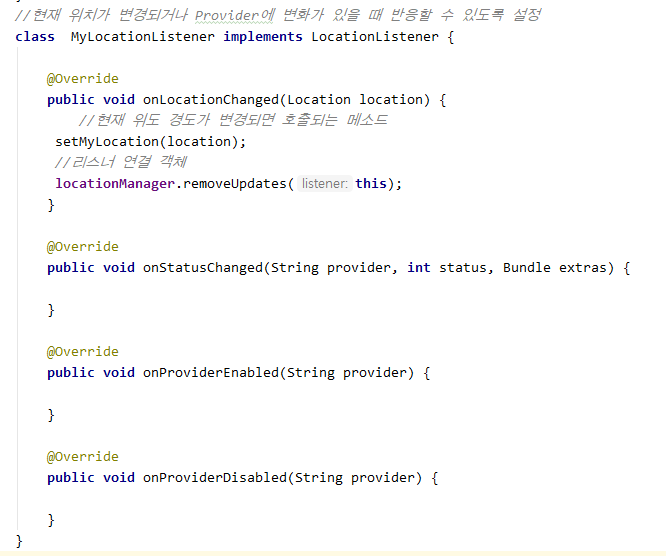 //현재 위치가 변경되거나 Provider에 변화가 있을 때 반응할 수 있도록 설정
class  MyLocationListener implements LocationListener {
@Override
public void onLocationChanged(Location location) {
//현재 위도 경도가 변경되면 호출되는 메소드
setMyLocation(location);
//리스너 연결 객체
locationManager.removeUpdates( listener: this);
}
@Override
public void onStatusChanged(String provider, int status, Bundle extras) {
}
@Override
public void onProviderEnabled(String provider) {
}
@Override
public void onProviderDisabled(String provider) {
}
}